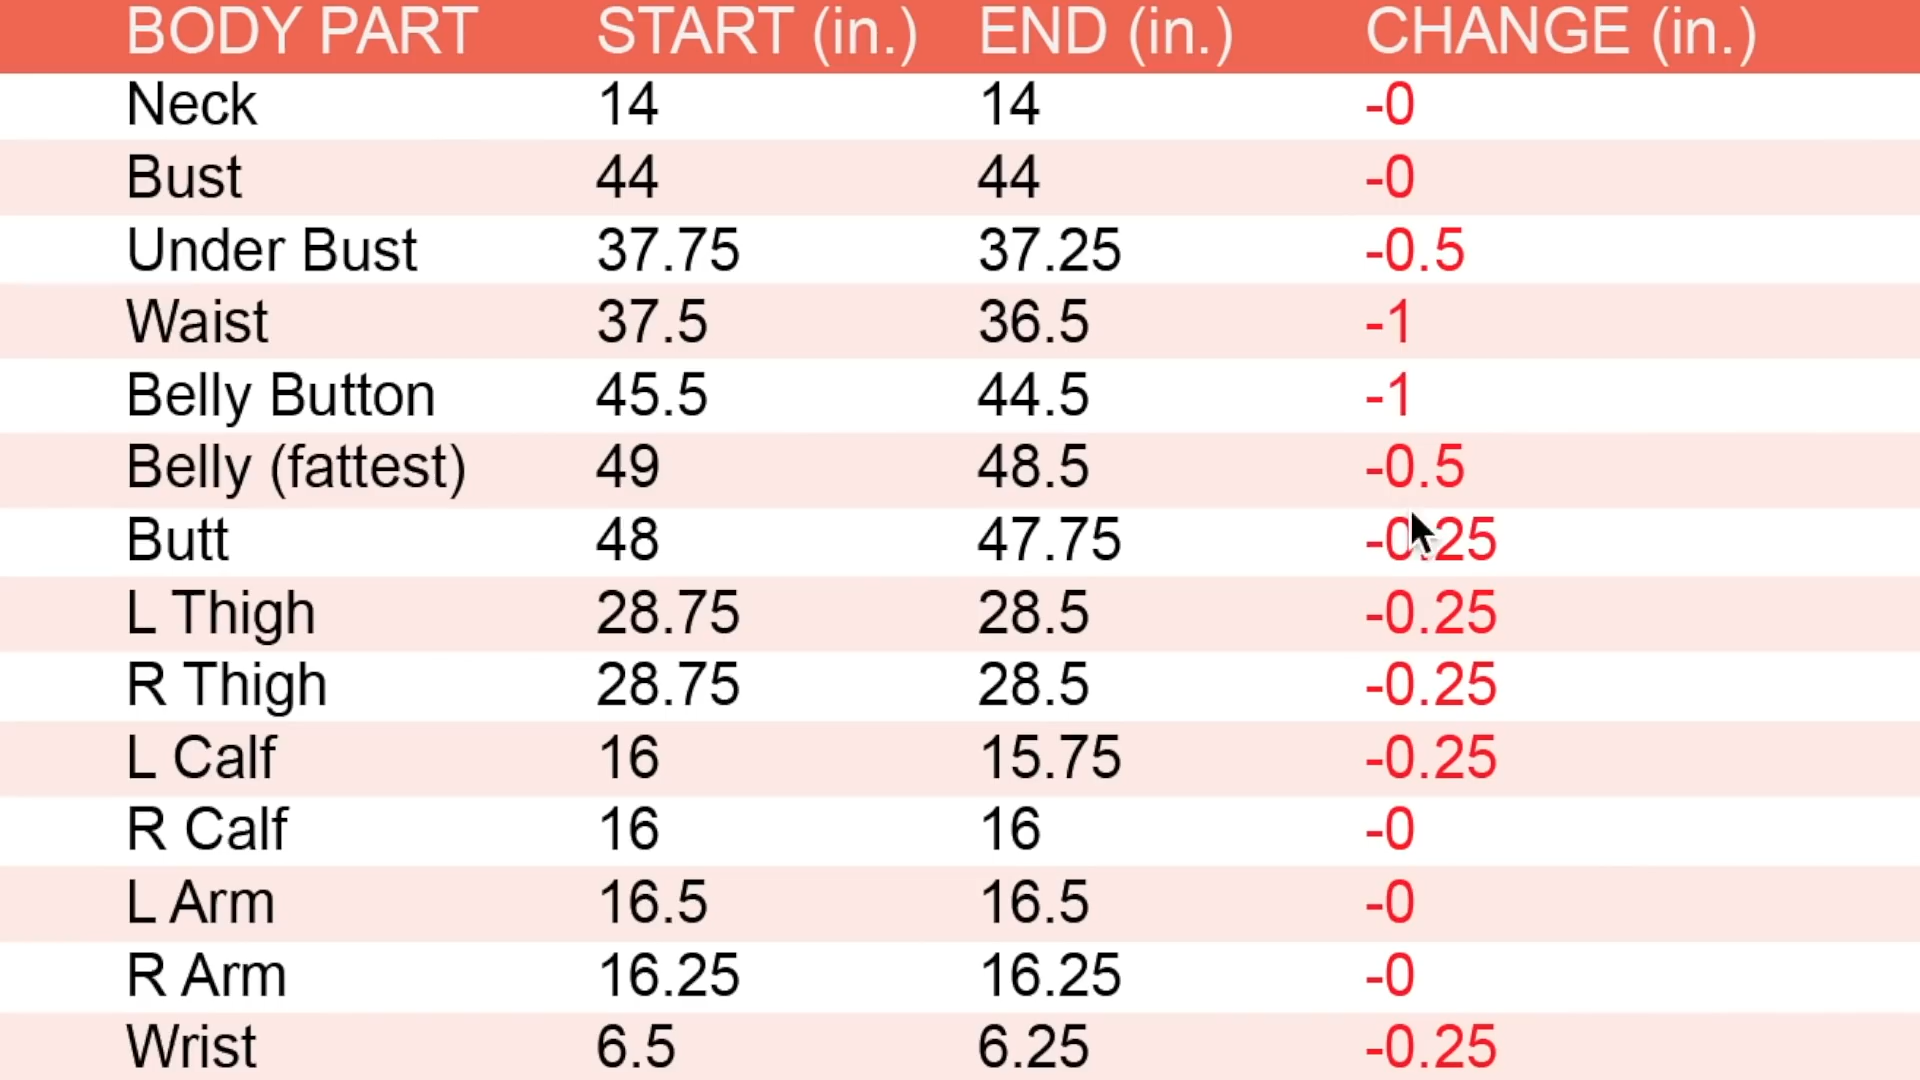 BODY PART START (in.) END (in.) CHANGE (in.)
Neck 14 14 -0
Bust 44 44 -0
Under Bust 37.75 37.25 -0.5
Waist 37.5 36.5 -1
Belly Button 45.5 44.5 -1
Belly (fattest) 49 48.5 -0.5
Butt 48 47.75 -0.25
L Thigh 28.75 28.5 -0.25
R Thigh 28.75 28.5 -0.25
L Calf 16 15.75 -0.25
R Calf 16 16 -0
L Arm 16.5 16.5 -0
R Arm 16.25 16.25 -0
Wrist 6.5 6.25 -0.25